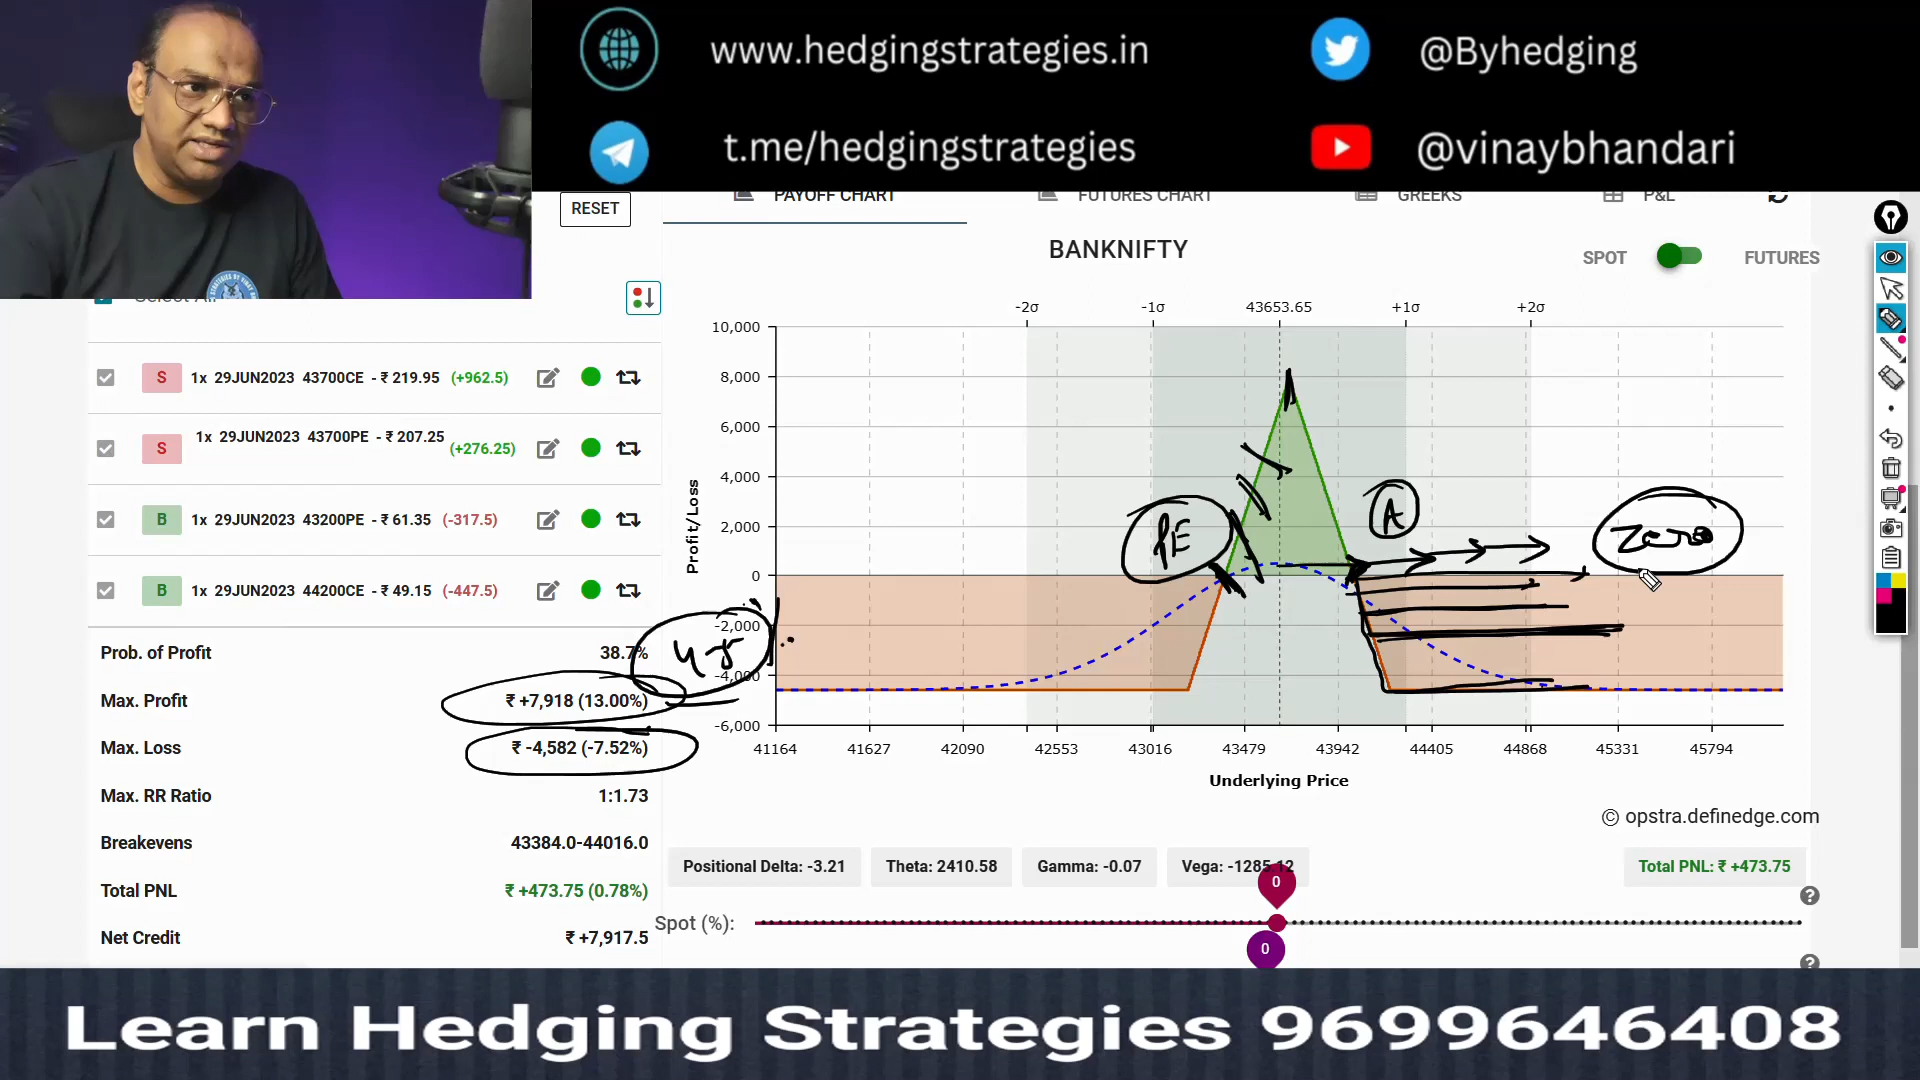 www.hedgingstrategies.in
@Byhedging
t.me/hedgingstrategies
@vinaybhandari
RESET
PAYOFF CHART
FUTURES CHART
GREEKS
P&L
BANKNIFTY
SPOT
FUTURES
Select All
S 1x 29JUN2023 43700CE - ₹ 219.95 (+962.5)
S 1x 29JUN2023 43700PE - ₹ 207.25 (+276.25)
B 1x 29JUN2023 43200PE - ₹ 61.35 (-317.5)
B 1x 29JUN2023 44200CE - ₹ 49.15 (-447.5)
Prob. of Profit 38.7%
Max. Profit ₹ +7,918 (13.00%)
Max. Loss ₹ -4,582 (-7.52%)
Max. RR Ratio 1:1.73
Breakevens 43384.0-44016.0
Total PNL ₹ +473.75 (0.78%)
Net Credit ₹ +7,917.5
-2σ -1σ 43653.65 +1σ +2σ
10,000
8,000
6,000
4,000
2,000
0
-2,000
-4,000
-6,000
Profit/Loss
PE
A
Zero
41164 41627 42090 42553 43016 43479 43942 44405 44868 45331 45794
Underlying Price
© opstra.definedge.com
Positional Delta: -3.21
Theta: 2410.58
Gamma: -0.07
Vega: -1285.12
Total PNL: ₹ +473.75
0
Spot (%):
0
Learn Hedging Strategies 9699646408